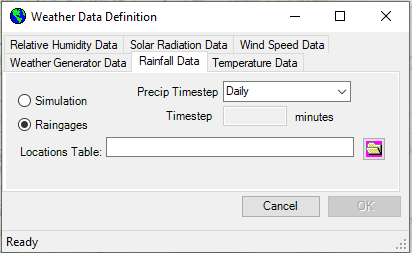 Weather Data Definition
Relative Humidity Data Solar Radiation Data Wind Speed Data
Weather Generator Data Rainfall Data Temperature Data
Precip Timestep Daily
Simulation
Timestep minutes
Raingages
Locations Table:
Cancel OK
Ready